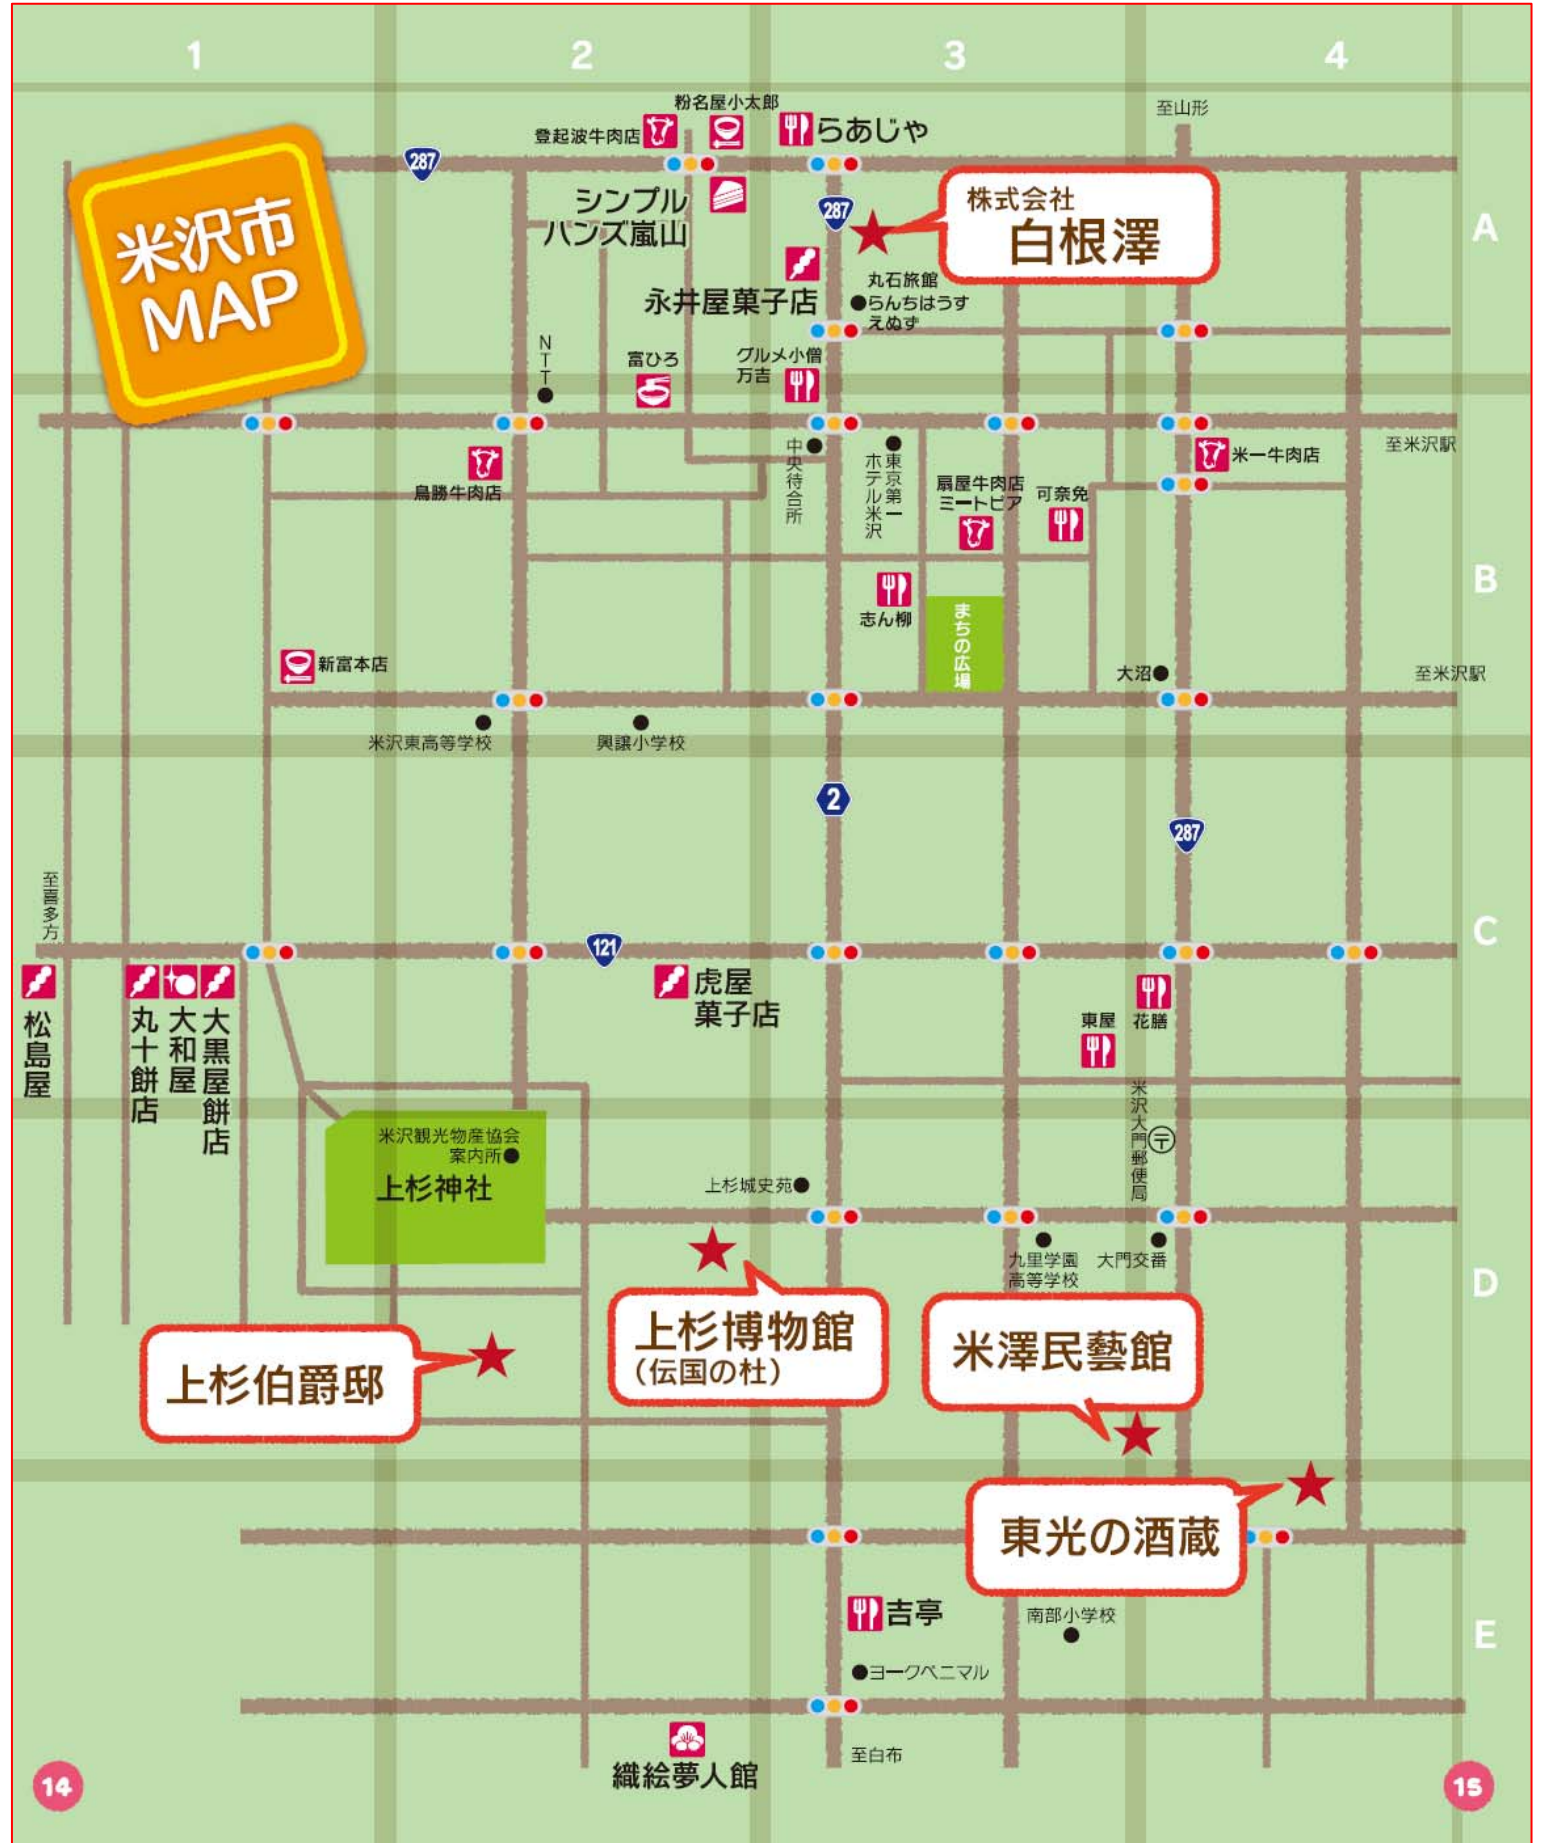 1
2
3
4
米沢市
MAP
粉名屋小太郎
登起波牛肉店
らあじゃ
至山形
287
シンプル
ハンズ嵐山
287
株式会社
白根澤
A
永井屋菓子店
丸石旅館
らんちはうす
えぬず
NTT
富ひろ
グルメ小僧
万吉
至米沢駅
鳥勝牛肉店
中央待合所
東京第一
ホテル米沢
扇屋牛肉店
ミートピア
可奈免
米一牛肉店
B
志ん柳
まちの広場
新富本店
大沼
至米沢駅
米沢東高等学校
興譲小学校
2
287
至喜多方
121
C
松島屋
丸十餅店
大和屋
大黒屋餅店
虎屋
菓子店
東屋
花膳
米沢大門郵便局
〒
米沢観光物産協会
案内所
上杉神社
上杉城史苑
九里学園
高等学校
大門交番
D
上杉伯爵邸
上杉博物館
(伝国の杜)
米澤民藝館
東光の酒蔵
吉亭
南部小学校
E
ヨークベニマル
織絵夢人館
至白布
14
15